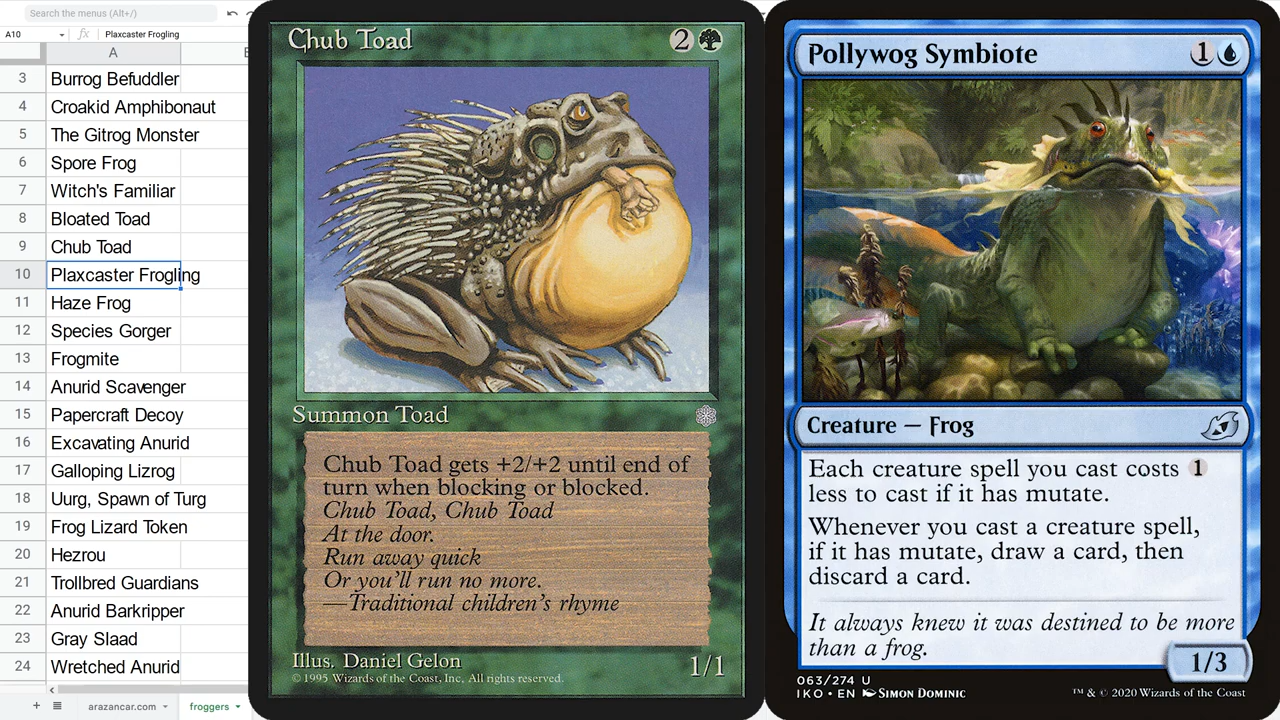 Search the menus (Alt+/)
A10
fx
Plaxcaster Frogling
A
3 Burrog Befuddler
4 Croakid Amphibonaut
5 The Gitrog Monster
6 Spore Frog
7 Witch's Familiar
8 Bloated Toad
9 Chub Toad
10 Plaxcaster Frogling
11 Haze Frog
12 Species Gorger
13 Frogmite
14 Anurid Scavenger
15 Papercraft Decoy
16 Excavating Anurid
17 Galloping Lizrog
18 Uurg, Spawn of Turg
19 Frog Lizard Token
20 Hezrou
21 Trollbred Guardians
22 Anurid Barkripper
23 Gray Slaad
24 Wretched Anurid
arazancar.com
froggers
Chub Toad 2
Summon Toad
Chub Toad gets +2/+2 until end of
turn when blocking or blocked.
Chub Toad, Chub Toad
At the door.
Run away quick
Or you'll run no more.
—Traditional children's rhyme
Illus. Daniel Gelon
1/1
© 1995 Wizards of the Coast, Inc. All rights reserved.
Pollywog Symbiote 1
Creature — Frog
Each creature spell you cast costs 1
less to cast if it has mutate.
Whenever you cast a creature spell,
if it has mutate, draw a card, then
discard a card.
It always knew it was destined to be more
than a frog.
1/3
063/274 U
IKO • EN Simon Dominic
™ & © 2020 Wizards of the Coast